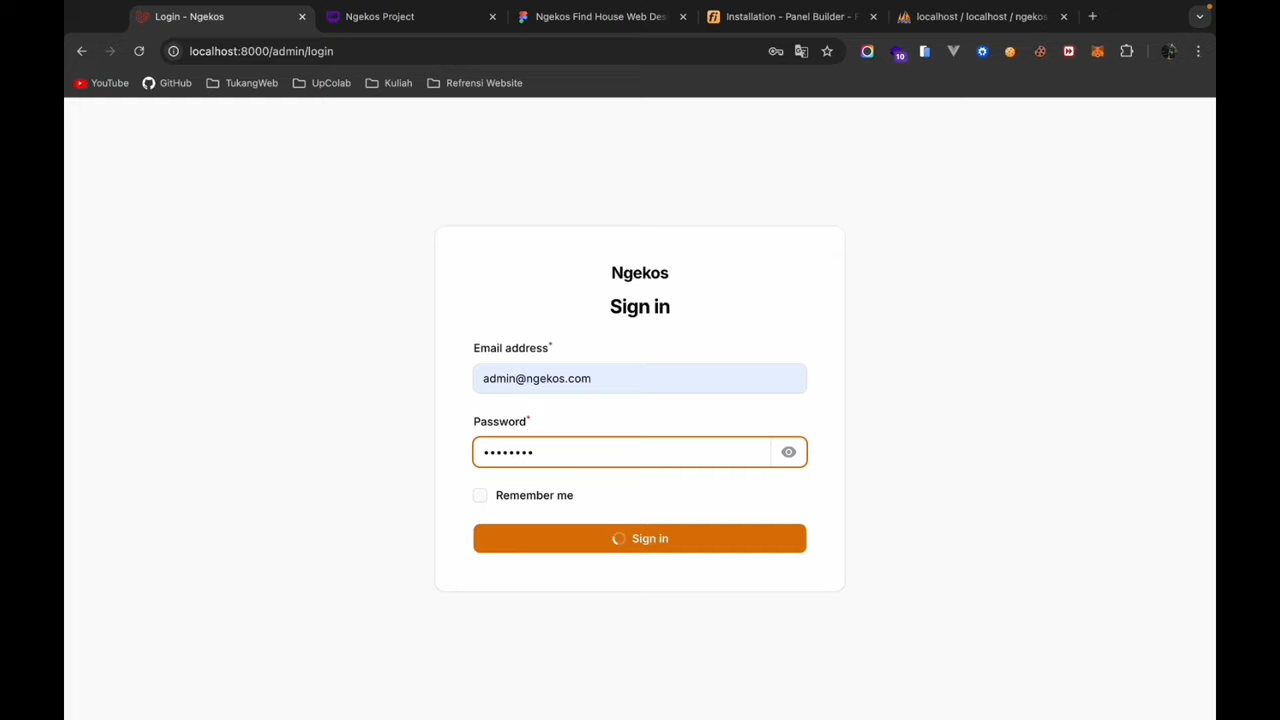 Login - Ngekos
Ngekos Project
Ngekos Find House Web Des
Installation - Panel Builder -
localhost / localhost / ngekos
localhost:8000/admin/login
10
YouTube
GitHub
TukangWeb
UpColab
Kuliah
Refrensi Website
Ngekos
Sign in
Email address*
admin@ngekos.com
Password*
••••••••
Remember me
Sign in